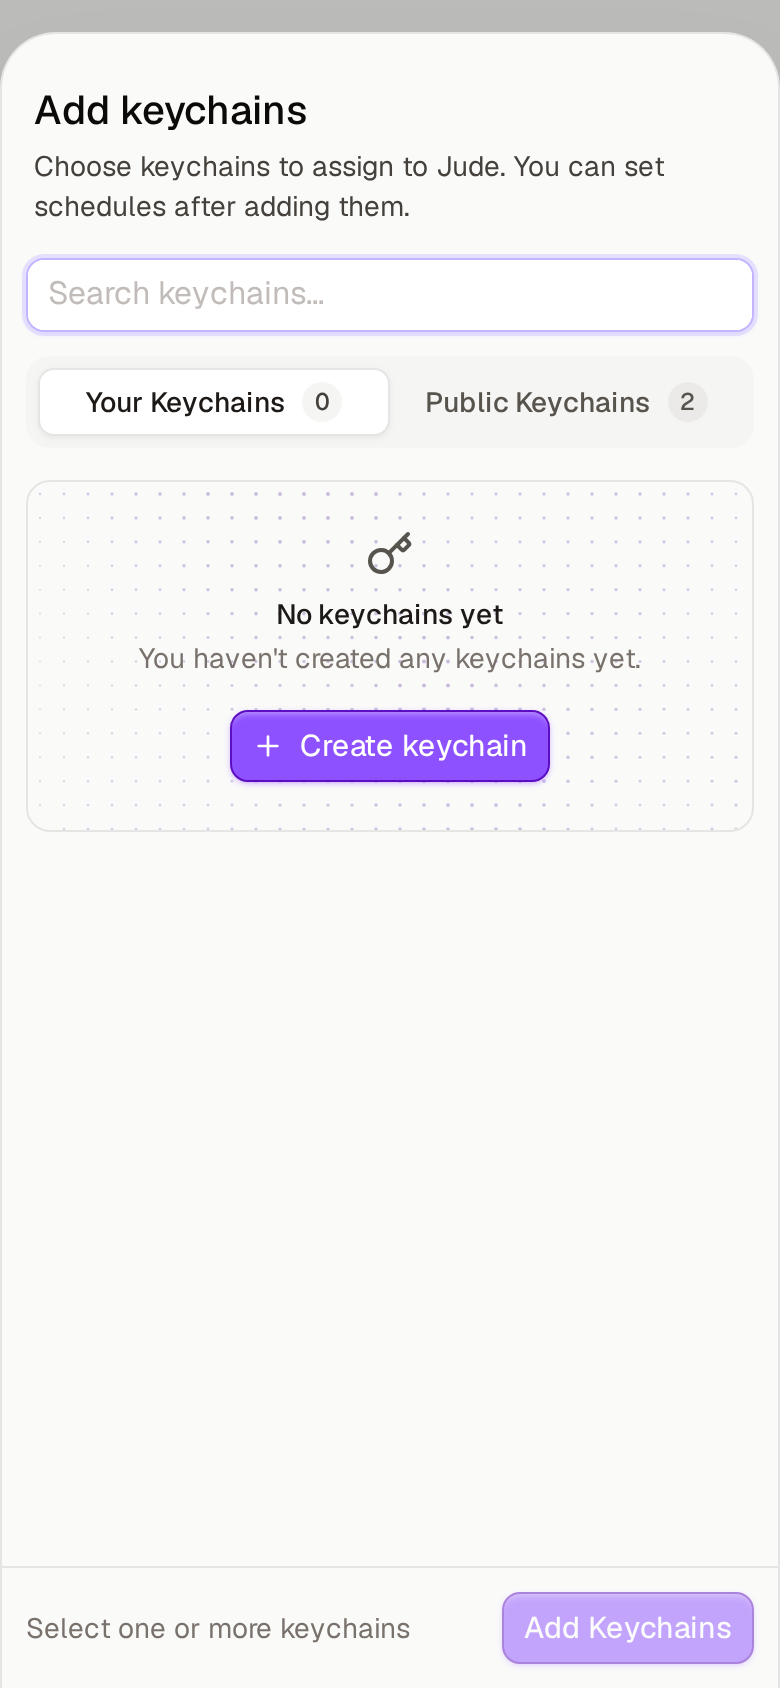 Add keychains
Choose keychains to assign to Jude. You can set
schedules after adding them.
Search keychains...
Your Keychains 0 Public Keychains 2
No keychains yet
You haven't created any keychains yet.
+ Create keychain
Select one or more keychains Add Keychains